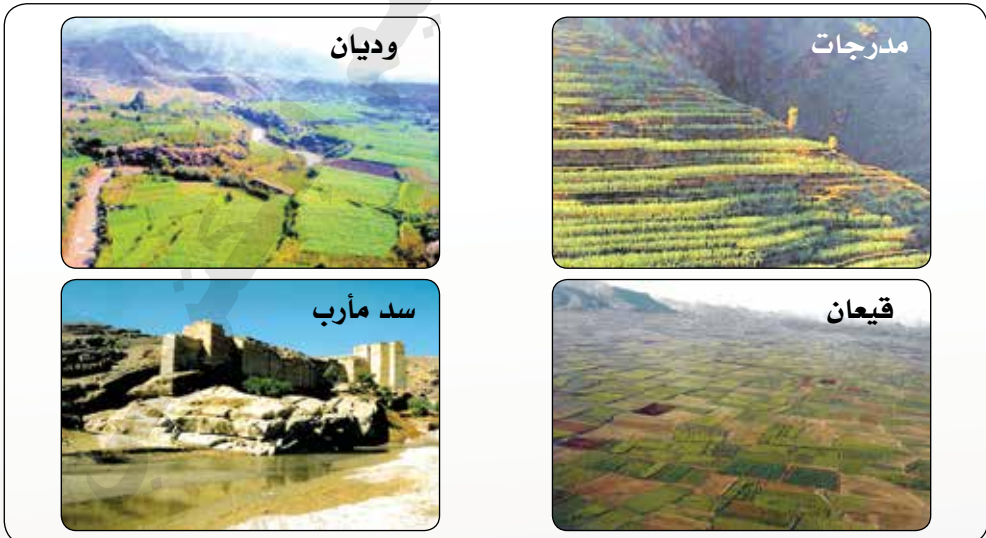 مدرجات
وديان
قيعان
سد مأرب